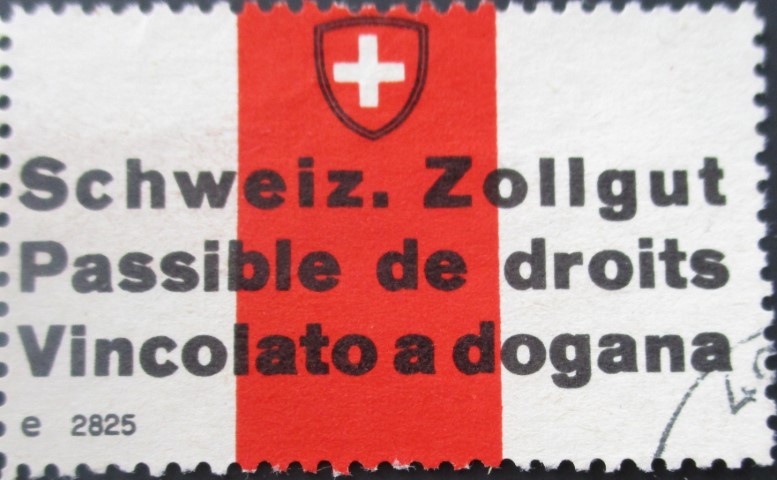 Schweiz. Zollgut
Passible de droits
Vincolato a dogana
e 2825